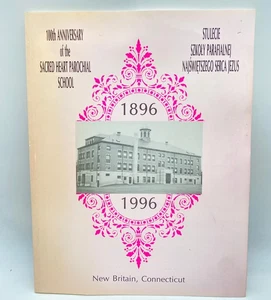 100th ANNIVERSARY
of the
SACRED HEART PAROCHIAL
SCHOOL
STULECIE
SZKOŁY PARAFIALNEJ
NAJŚWIĘTSZEGO SERCA JEZUS
1896
1996
New Britain, Connecticut